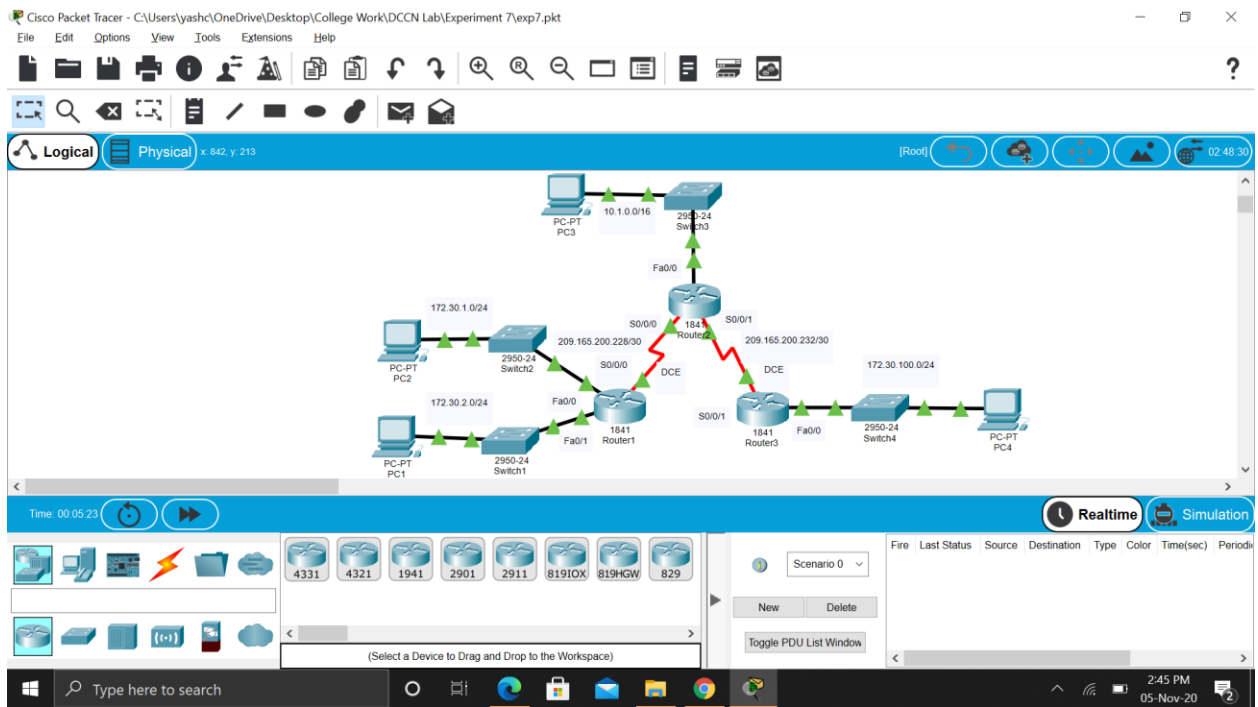 Cisco Packet Tracer - C:\Users\yashc\OneDrive\Desktop\College Work\DCCN Lab\Experiment 7\exp7.pkt
File Edit Options View Tools Extensions Help
?
Logical Physical x: 842, y: 213 [Root] 02:48:30
PC-PT
PC3
10.1.0.0/16
2950-24
Switch3
Fa0/0
172.30.1.0/24
S0/0/0
1841
Router2
S0/0/1
PC-PT
PC2
2950-24
Switch2
209.165.200.228/30
209.165.200.232/30
S0/0/0
DCE
DCE
172.30.100.0/24
172.30.2.0/24
Fa0/0
Fa0/1
1841
Router1
S0/0/1
1841
Router3
Fa0/0
2950-24
Switch4
PC-PT
PC4
PC-PT
PC1
2950-24
Switch1
Time: 00:05:23 Realtime Simulation
4331 4321 1941 2901 2911 819IOX 819HGW 829
Scenario 0
New Delete
Toggle PDU List Window
Fire Last Status Source Destination Type Color Time(sec) Periodi
(Select a Device to Drag and Drop to the Workspace)
Type here to search
2:45 PM
05-Nov-20
2